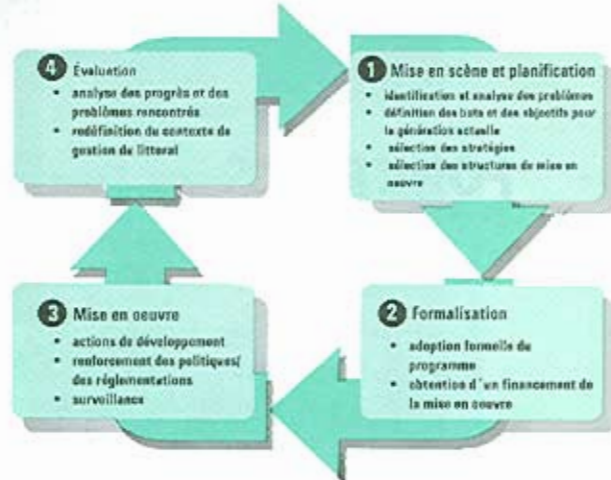 1 Mise en scène et planification
• identification et analyse des problèmes
• définition des buts et des objectifs pour
la génération actuelle
• sélection des stratégies
• sélection des structures de mise en
oeuvre
2 Formalisation
• adoption formelle du
programme
• obtention d'un financement de
la mise en oeuvre
3 Mise en oeuvre
• actions de développement
• renforcement des politiques/
des réglementations
• surveillance
4 Évaluation
• analyse des progrès et des
problèmes rencontrés
• redéfinition du contexte de
gestion du littoral